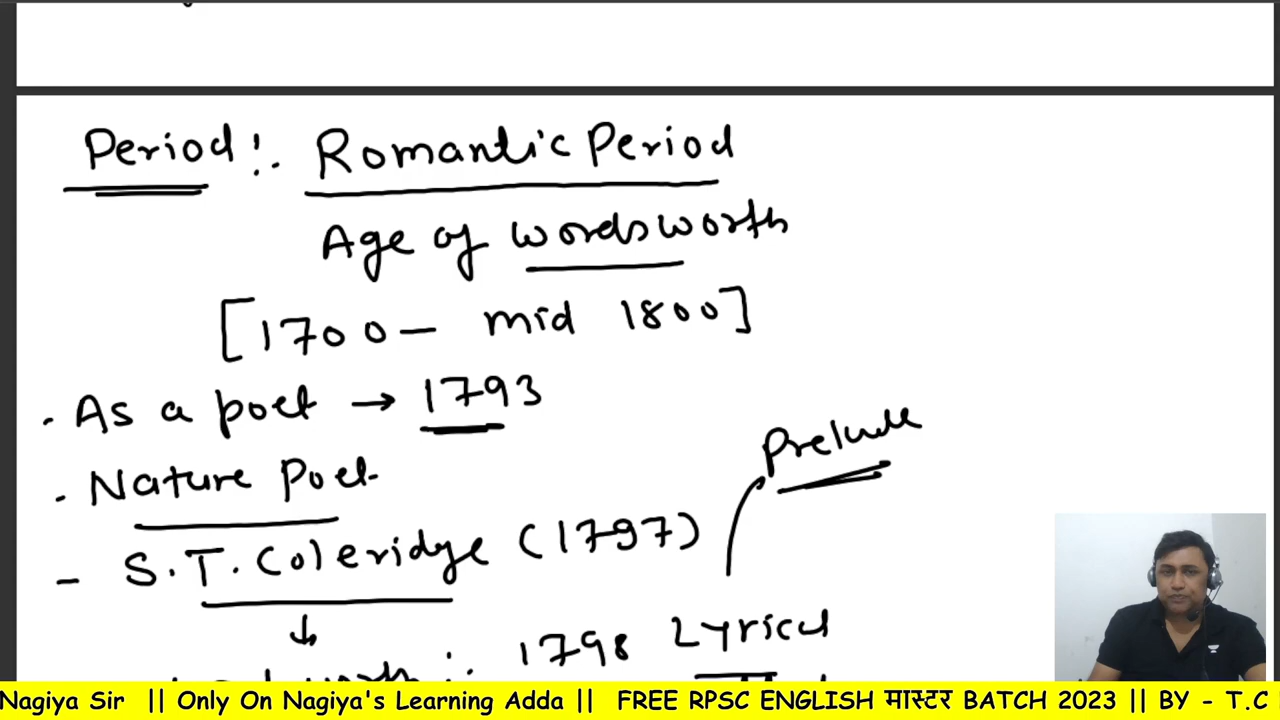 Period :. Romantic Period
Age of wordsworth
[1700 - mid 1800]
. As a poet → 1793
. Nature Poet
Prelude
- S.T. Coleridge (1797)
1798 Lyrical
Nagiya Sir || Only On Nagiya's Learning Adda || FREE RPSC ENGLISH मास्टर BATCH 2023 || BY - T.C